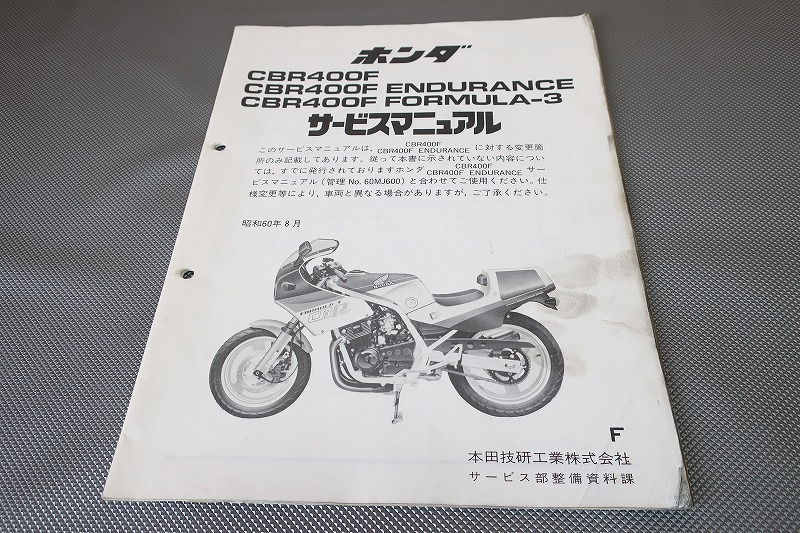 ホンダ
CBR400F
CBR400F ENDURANCE
CBR400F FORMULA-3
サービスマニュアル
このサービスマニュアルは, CBR400F CBR400F ENDURANCE に対する変更箇
所のみ記載してあります。従って本書に示されていない内容につい
ては, すでに発行されておりますホンダ CBR400F CBR400F ENDURANCE サー
ビスマニュアル (管理 No. 60MJ600) と合わせてご使用ください。仕
様変更等により, 車両と異なる場合がありますが, ご了承ください。
昭和60年8月
FORMULA-3
CBR
F
本田技研工業株式会社
サービス部整備資料課